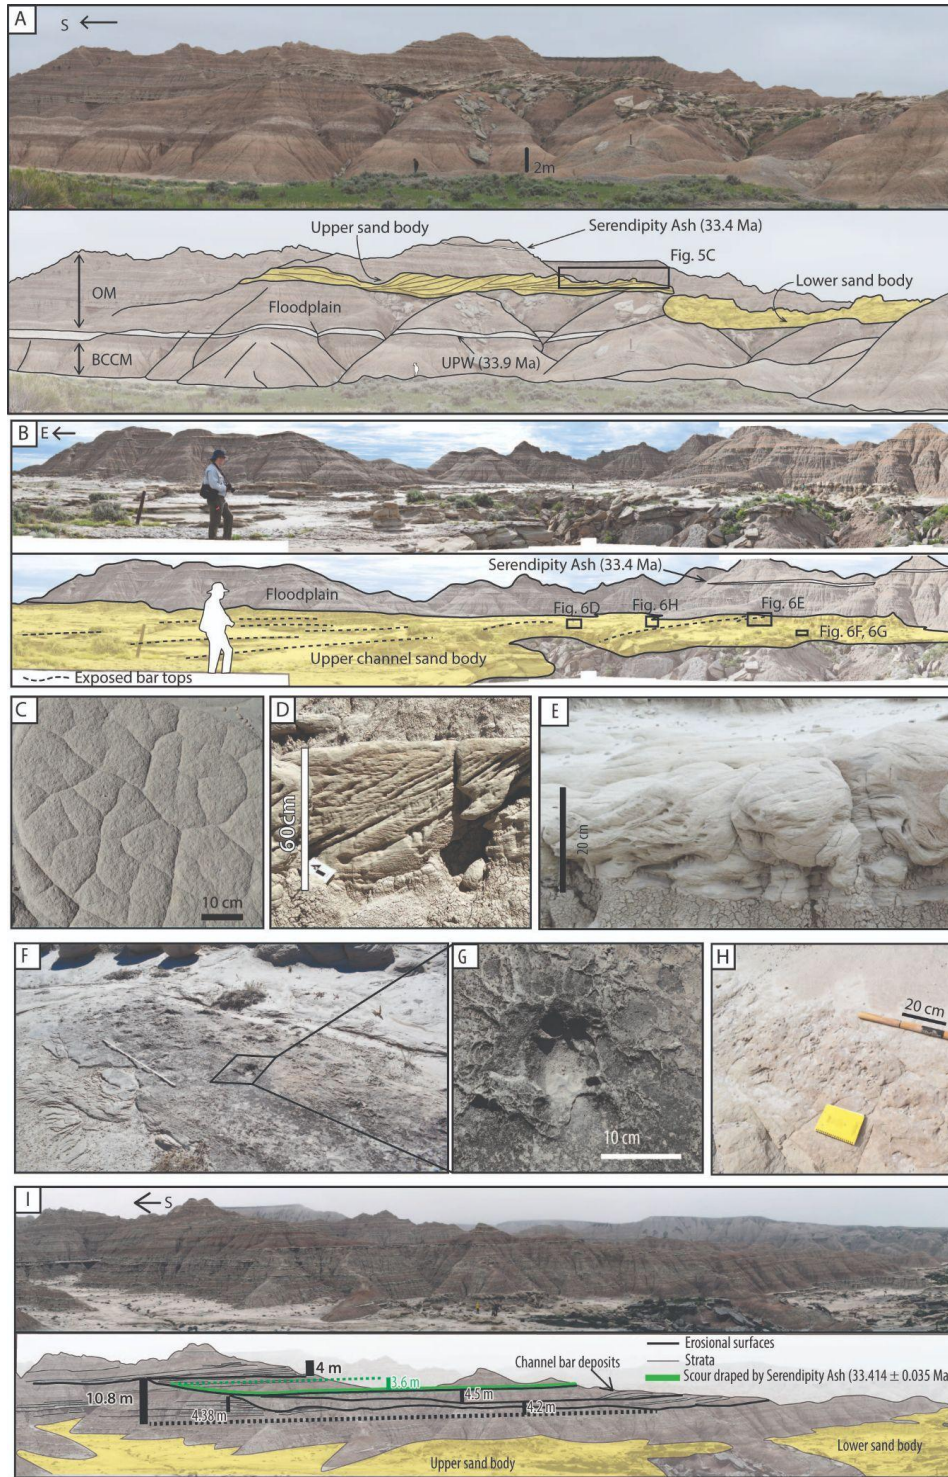 A
S
2m
Upper sand body
Serendipity Ash (33.4 Ma)
Fig. 5C
Lower sand body
OM
Floodplain
BCCM
UPW (33.9 Ma)
B
E
Serendipity Ash (33.4 Ma)
Floodplain
Fig. 6D
Fig. 6H
Fig. 6E
Fig. 6F, 6G
Upper channel sand body
Exposed bar tops
C
10 cm
D
60cm
E
20 cm
F
G
10 cm
H
20 cm
I
S
Erosional surfaces
Strata
Scour draped by Serendipity Ash (33.414 ± 0.035 Ma
Channel bar deposits
4 m
3.6 m
10.8 m
4.5 m
4.38 m
4.2 m
Upper sand body
Lower sand body